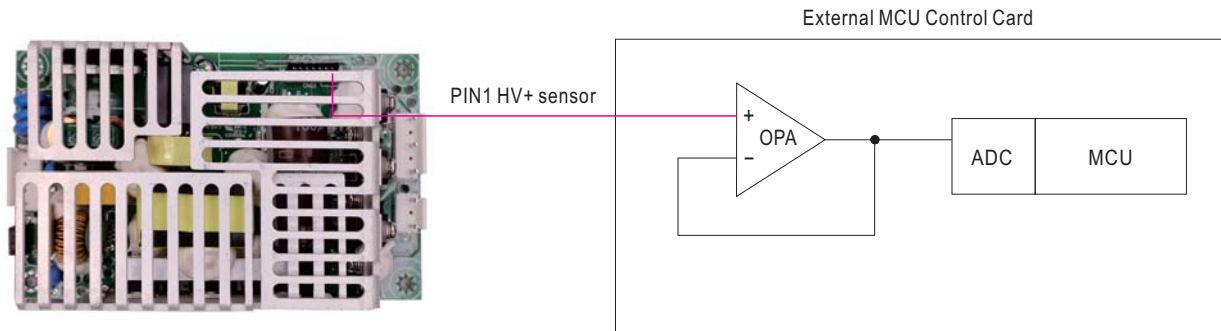 External MCU Control Card
PIN1 HV+ sensor
+
OPA
−
ADC
MCU